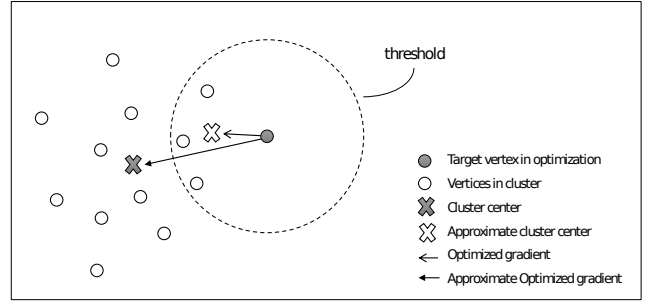 threshold
Target vertex in optimization
Vertices in cluster
Cluster center
Approximate cluster center
Optimized gradient
Approximate Optimized gradient